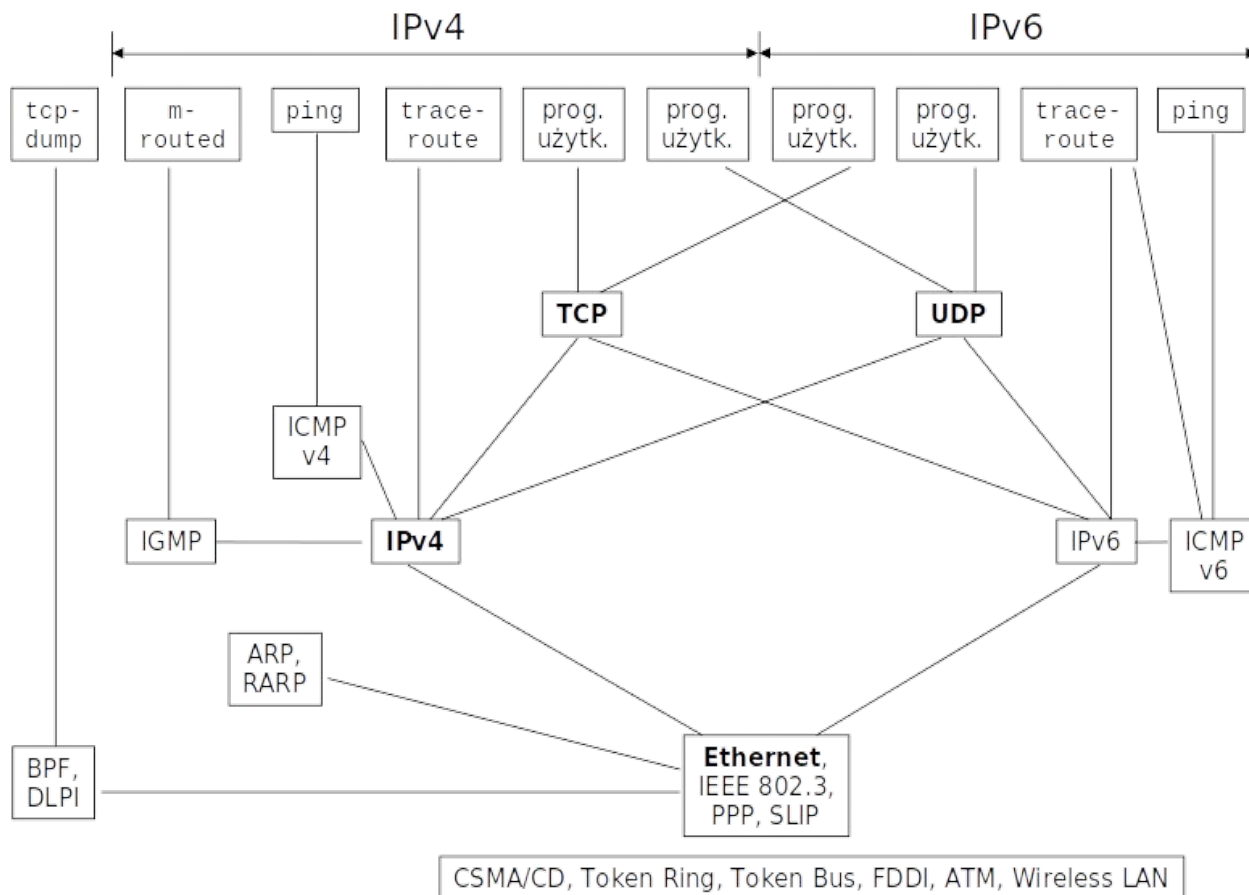 IPv4
IPv6
tcp-
dump
m-
routed
ping
trace-
route
prog.
użytk.
prog.
użytk.
prog.
użytk.
prog.
użytk.
trace-
route
ping
TCP
UDP
ICMP
v4
IGMP
IPv4
IPv6
ICMP
v6
ARP,
RARP
BPF,
DLPI
Ethernet,
IEEE 802.3,
PPP, SLIP
CSMA/CD, Token Ring, Token Bus, FDDI, ATM, Wireless LAN